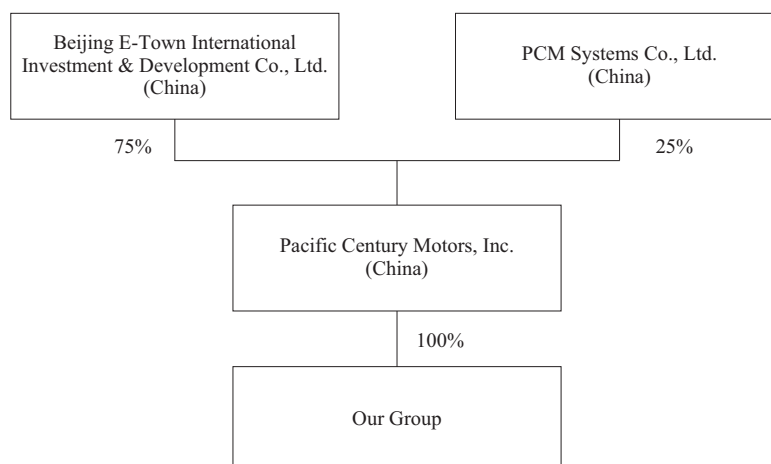 Beijing E-Town International
Investment & Development Co., Ltd.
(China)
PCM Systems Co., Ltd.
(China)
75%
25%
Pacific Century Motors, Inc.
(China)
100%
Our Group